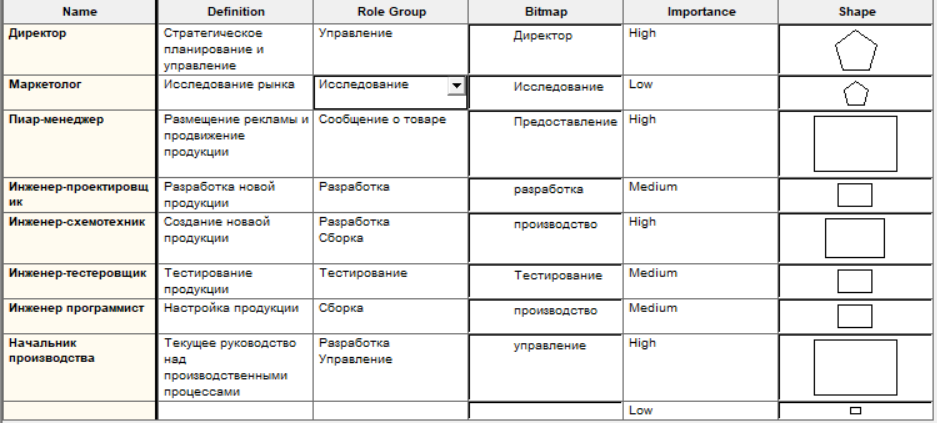 Name Definition Role Group Bitmap Importance Shape
Директор Стратегическое Управление Директор High
планирование и
управление
Маркетолог Исследование рынка Исследование Исследование Low
Пиар-менеджер Размещение рекламы и Сообщение о товаре Предоставление High
продвижение
продукции
Инженер-проектировщ Разработка новой Разработка разработка Medium
ик продукции
Инженер-схемотехник Создание новаой Разработка производство High
продукции Сборка
Инженер-тестеровщик Тестирование Тестирование Тестирование Medium
продукции
Инженер программист Настройка продукции Сборка производство Medium
Начальник Текущее руководство Разработка управление High
производства над Управление
производственными
процессами
Low